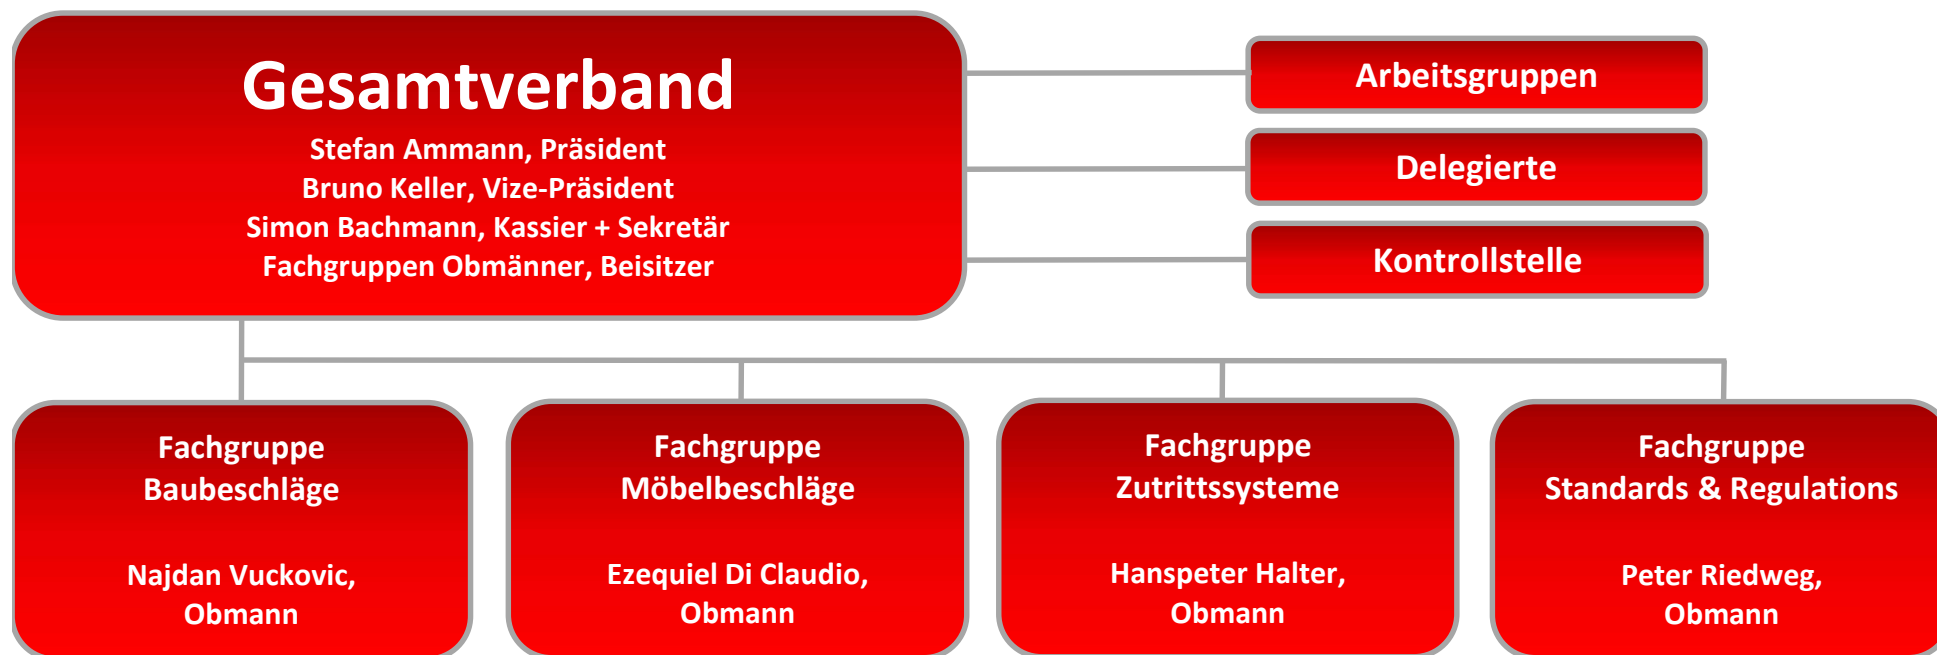 Gesamtverband
Stefan Ammann, Präsident
Bruno Keller, Vize-Präsident
Simon Bachmann, Kassier + Sekretär
Fachgruppen Obmänner, Beisitzer
Arbeitsgruppen
Delegierte
Kontrollstelle
Fachgruppe
Baubeschläge
Najdan Vuckovic,
Obmann
Fachgruppe
Möbelbeschläge
Ezequiel Di Claudio,
Obmann
Fachgruppe
Zutrittssysteme
Hanspeter Halter,
Obmann
Fachgruppe
Standards & Regulations
Peter Riedweg,
Obmann